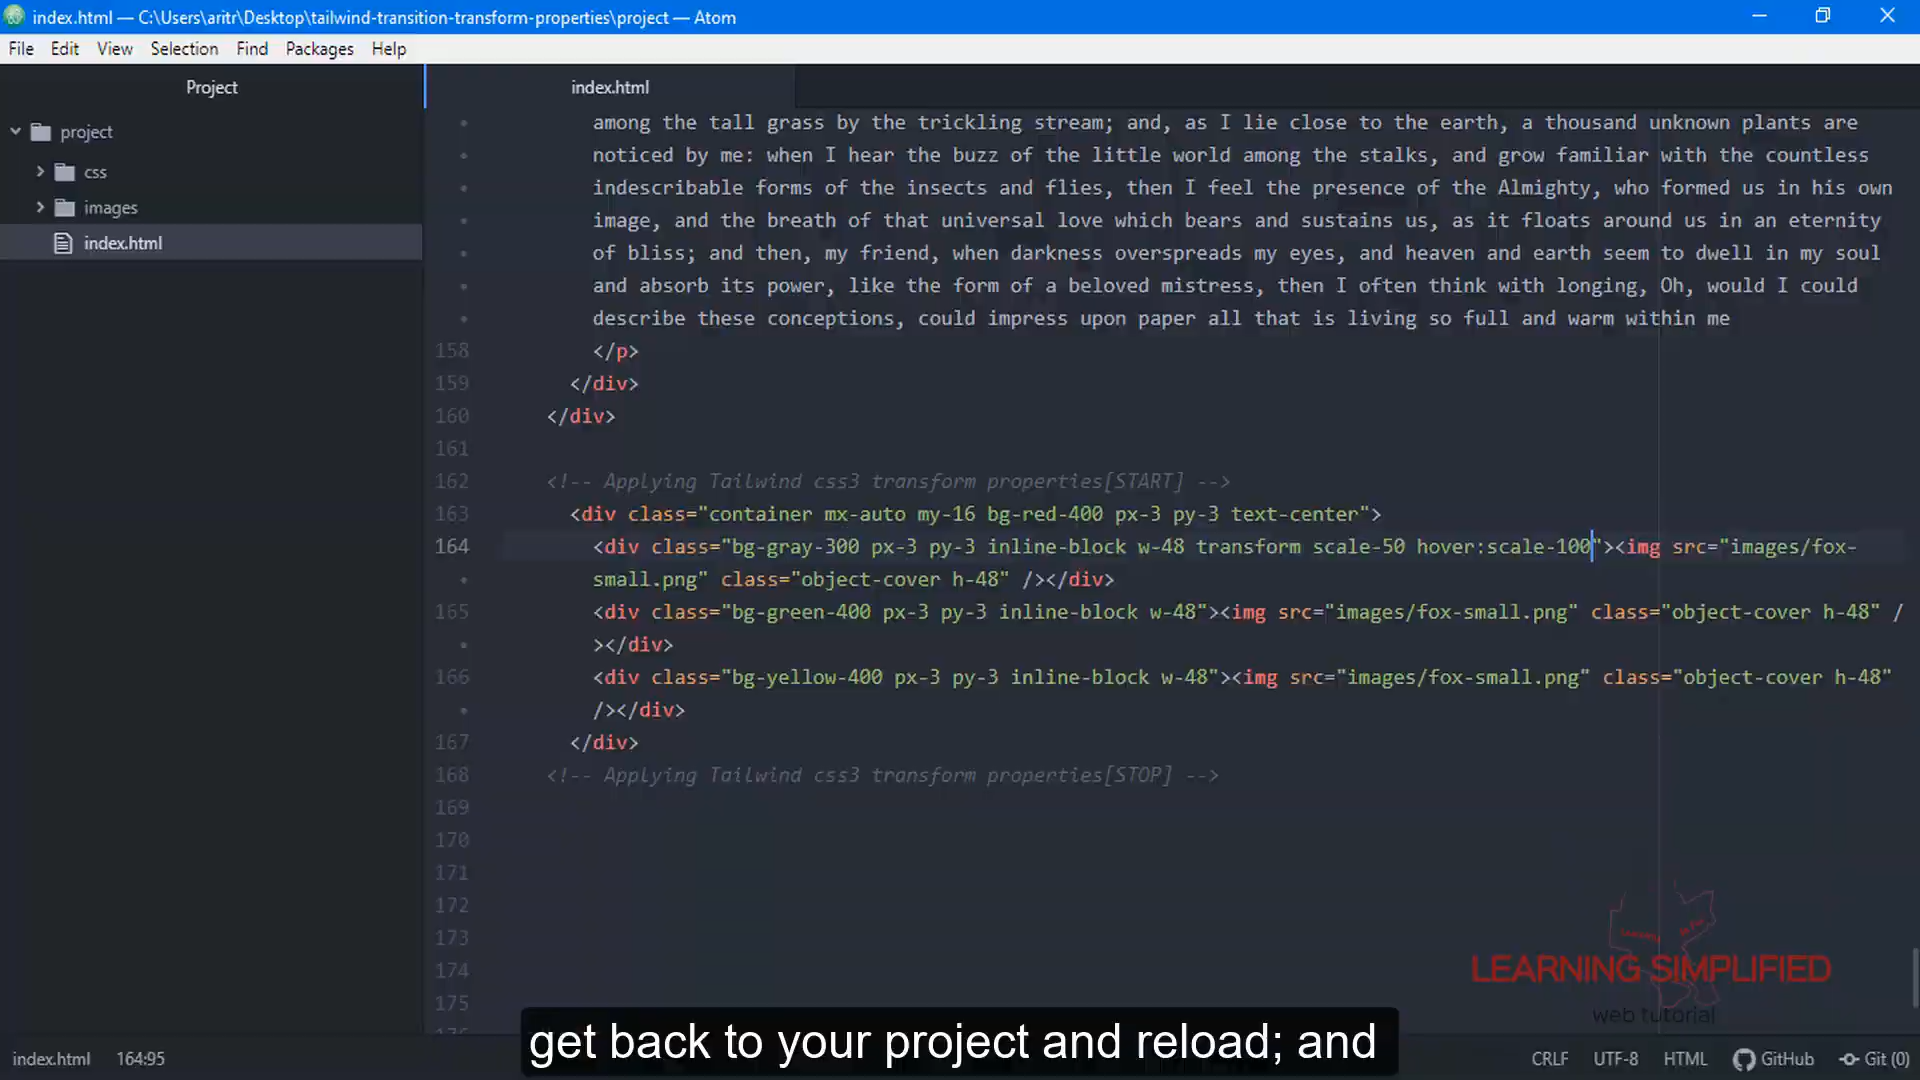 index.html — C:\Users\aritr\Desktop\tailwind-transition-transform-properties\project — Atom
File Edit View Selection Find Packages Help
Project
index.html
project
css
images
index.html
among the tall grass by the trickling stream; and, as I lie close to the earth, a thousand unknown plants are
noticed by me: when I hear the buzz of the little world among the stalks, and grow familiar with the countless
indescribable forms of the insects and flies, then I feel the presence of the Almighty, who formed us in his own
image, and the breath of that universal love which bears and sustains us, as it floats around us in an eternity
of bliss; and then, my friend, when darkness overspreads my eyes, and heaven and earth seem to dwell in my soul
and absorb its power, like the form of a beloved mistress, then I often think with longing, Oh, would I could
describe these conceptions, could impress upon paper all that is living so full and warm within me
158 </p>
159 </div>
160 </div>
161
162 <!-- Applying Tailwind css3 transform properties[START] -->
163 <div class="container mx-auto my-16 bg-red-400 px-3 py-3 text-center">
164 <div class="bg-gray-300 px-3 py-3 inline-block w-48 transform scale-50 hover:scale-100"><img src="images/fox-
small.png" class="object-cover h-48" /></div>
165 <div class="bg-green-400 px-3 py-3 inline-block w-48"><img src="images/fox-small.png" class="object-cover h-48" /
></div>
166 <div class="bg-yellow-400 px-3 py-3 inline-block w-48"><img src="images/fox-small.png" class="object-cover h-48"
/></div>
167 </div>
168 <!-- Applying Tailwind css3 transform properties[STOP] -->
169
170
171
172
173
174
175
LEARNING SIMPLIFIED
web tutorial
get back to your project and reload; and
index.html 164:95 CRLF UTF-8 HTML GitHub Git (0)